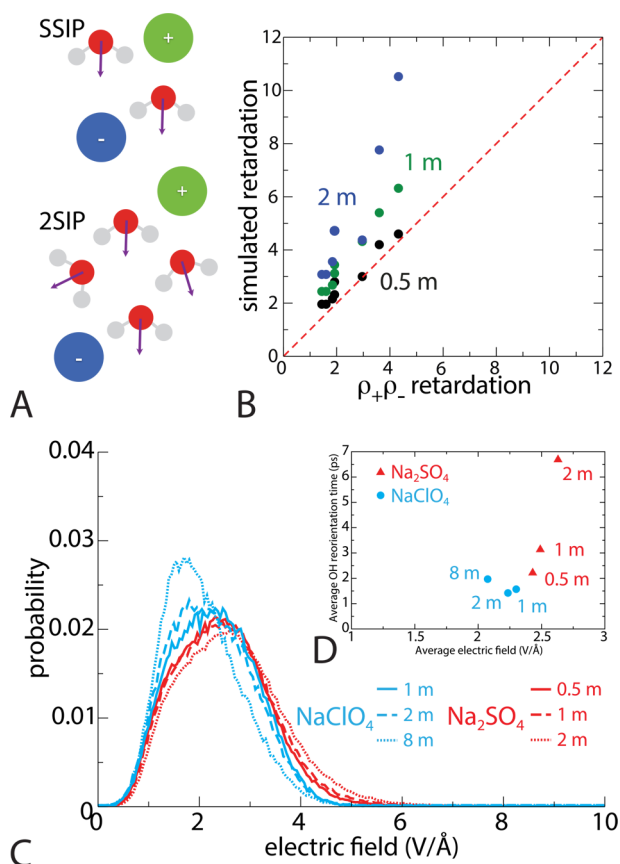 SSIP
+
-
2SIP
+
-
A
simulated retardation
12
10
8
6
4
2
0
2 m
1 m
0.5 m
0 2 4 6 8 10 12
ρ+ρ- retardation
B
probability
0.04
0.03
0.02
0.01
0
0 2 4 6 8 10
electric field (V/Å)
C
Average OH reorientation time (ps)
7
6
5
4
3
2
1
0
Na2SO4
NaClO4
2 m
1 m
0.5 m
8 m
2 m
1 m
1 1.5 2 2.5 3
Average electric field (V/Å)
D
NaClO4
1 m
2 m
8 m
Na2SO4
0.5 m
1 m
2 m